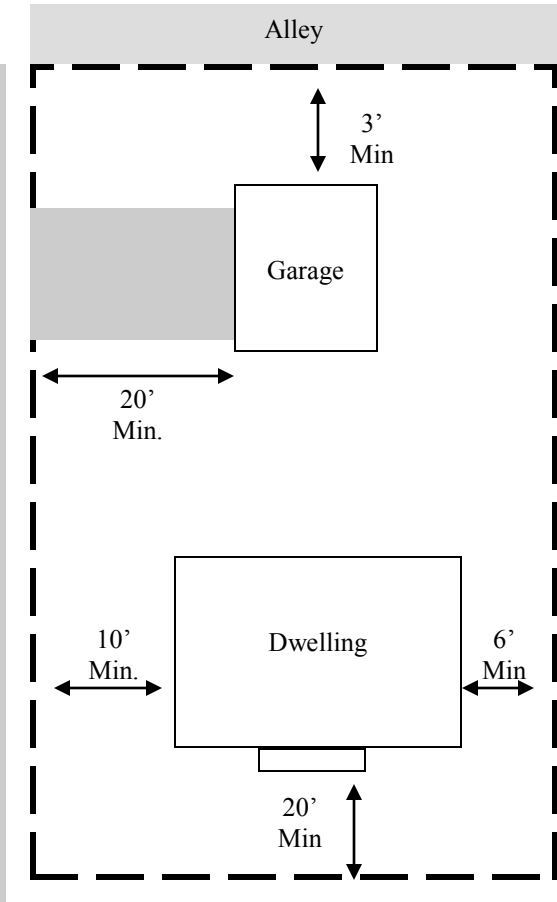 Alley
3’
Min
Garage
20’
Min.
10’
Min.
Dwelling
6’
Min
20’
Min